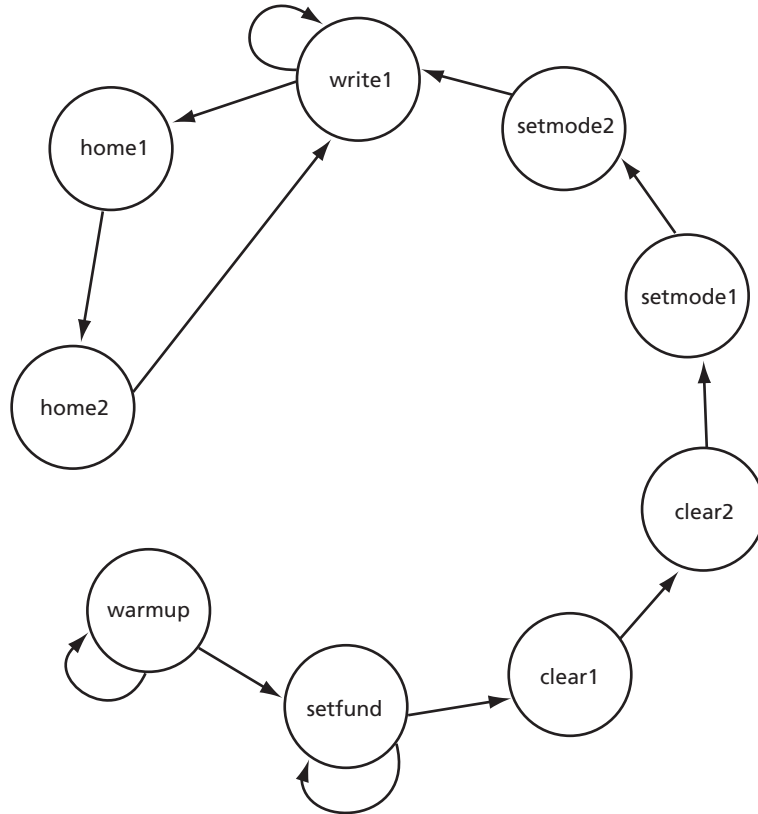 write1
setmode2
home1
setmode1
home2
clear2
warmup
clear1
setfund